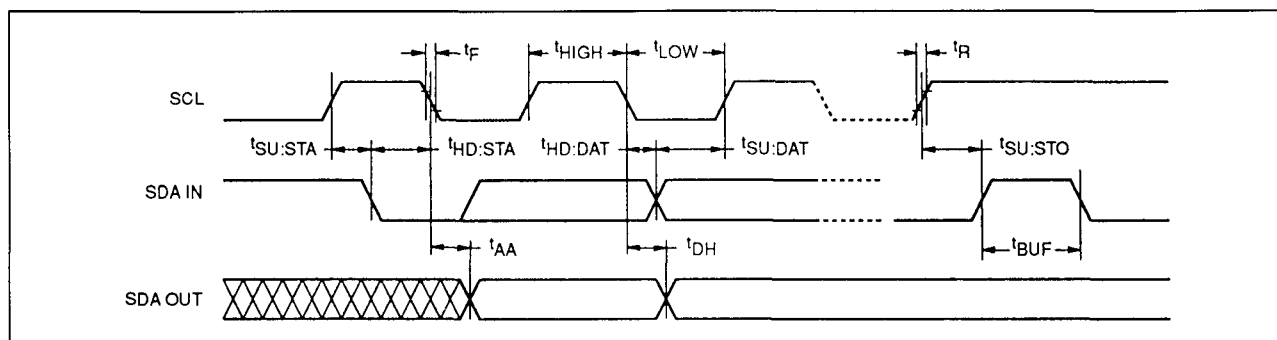 tF tHIGH tLOW tR
SCL
tSU:STA tHD:STA tHD:DAT tSU:DAT tSU:STO
SDA IN
tAA tDH tBUF
SDA OUT